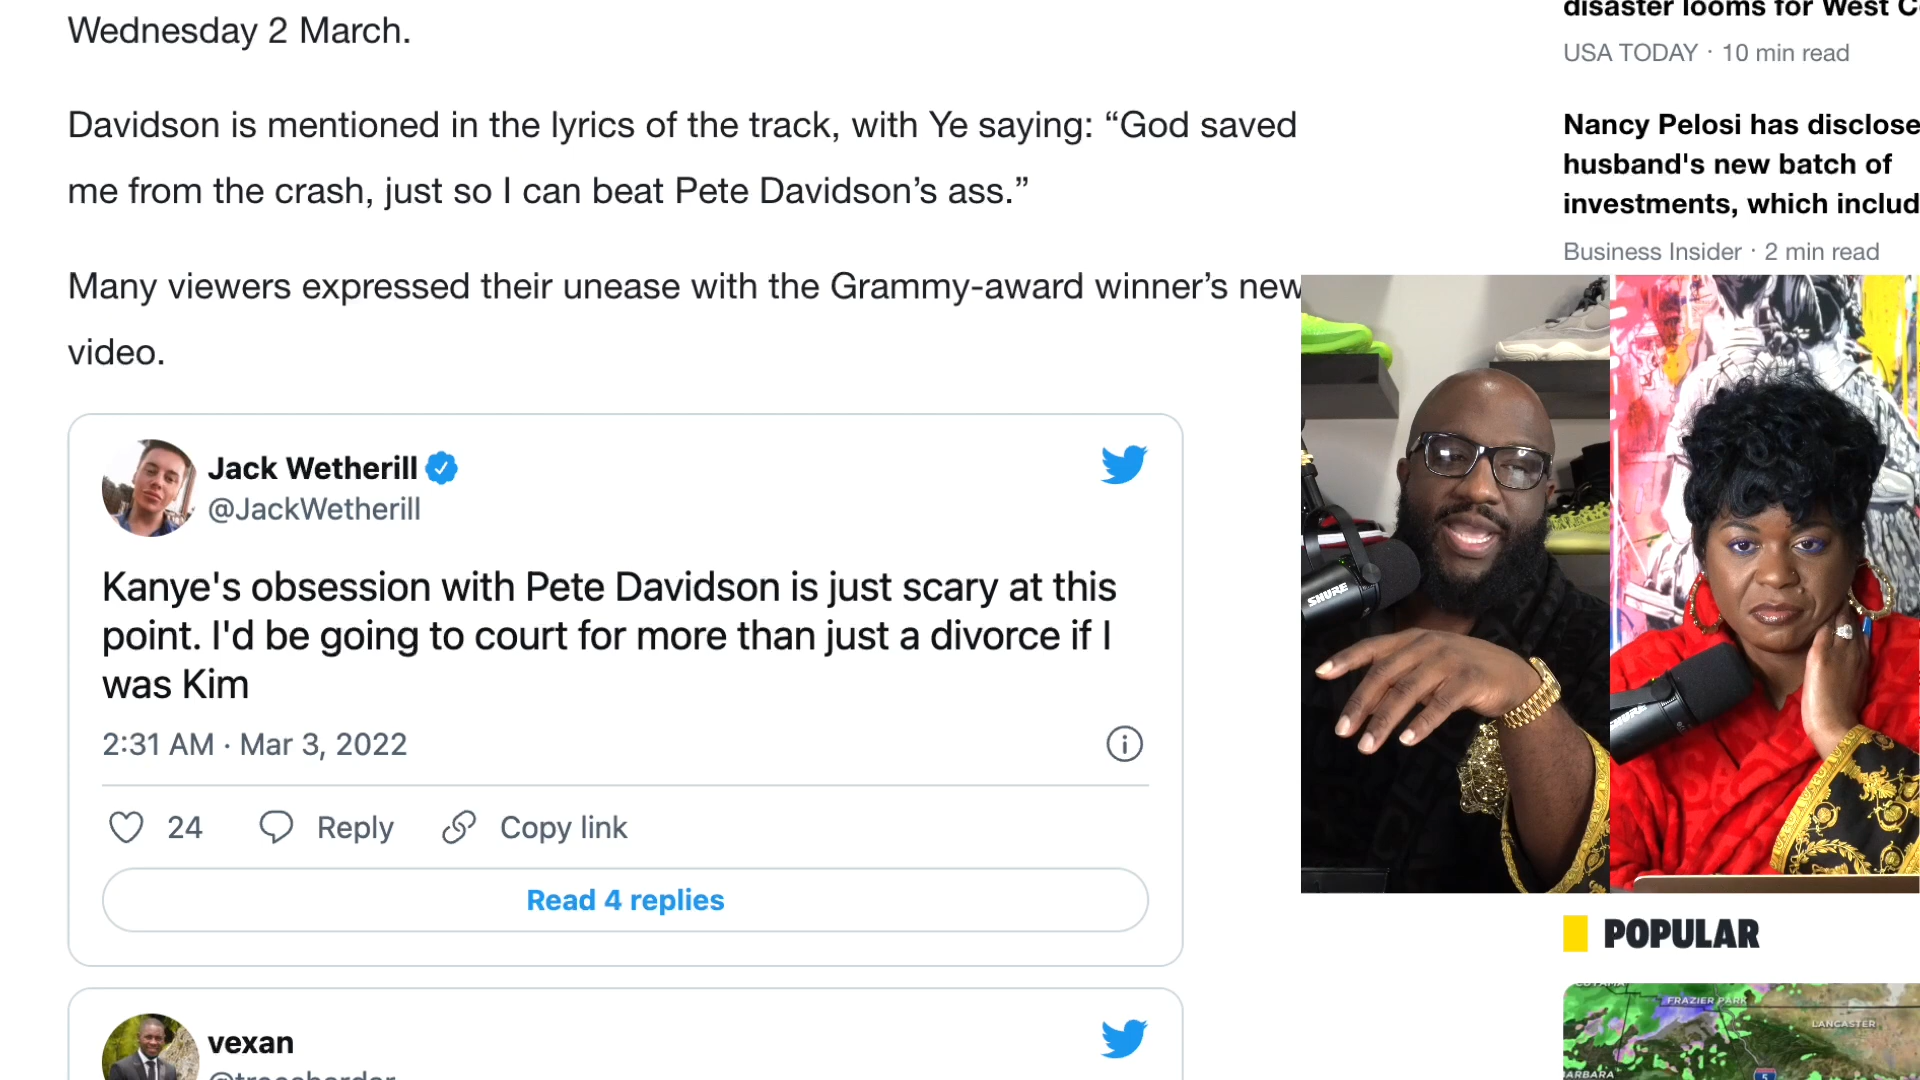 Wednesday 2 March.
Davidson is mentioned in the lyrics of the track, with Ye saying: “God saved
me from the crash, just so I can beat Pete Davidson’s ass.”
Many viewers expressed their unease with the Grammy-award winner’s new
video.
Jack Wetherill
@JackWetherill
Kanye's obsession with Pete Davidson is just scary at this
point. I'd be going to court for more than just a divorce if I
was Kim
2:31 AM · Mar 3, 2022
24 Reply Copy link
Read 4 replies
vexan
disaster looms for West
USA TODAY · 10 min read
Nancy Pelosi has disclose
husband's new batch of
investments, which includ
Business Insider · 2 min read
SHURE
SHURE
POPULAR
CUYAMA
FRAZIER PARK
LANCASTER
BARBARA
5